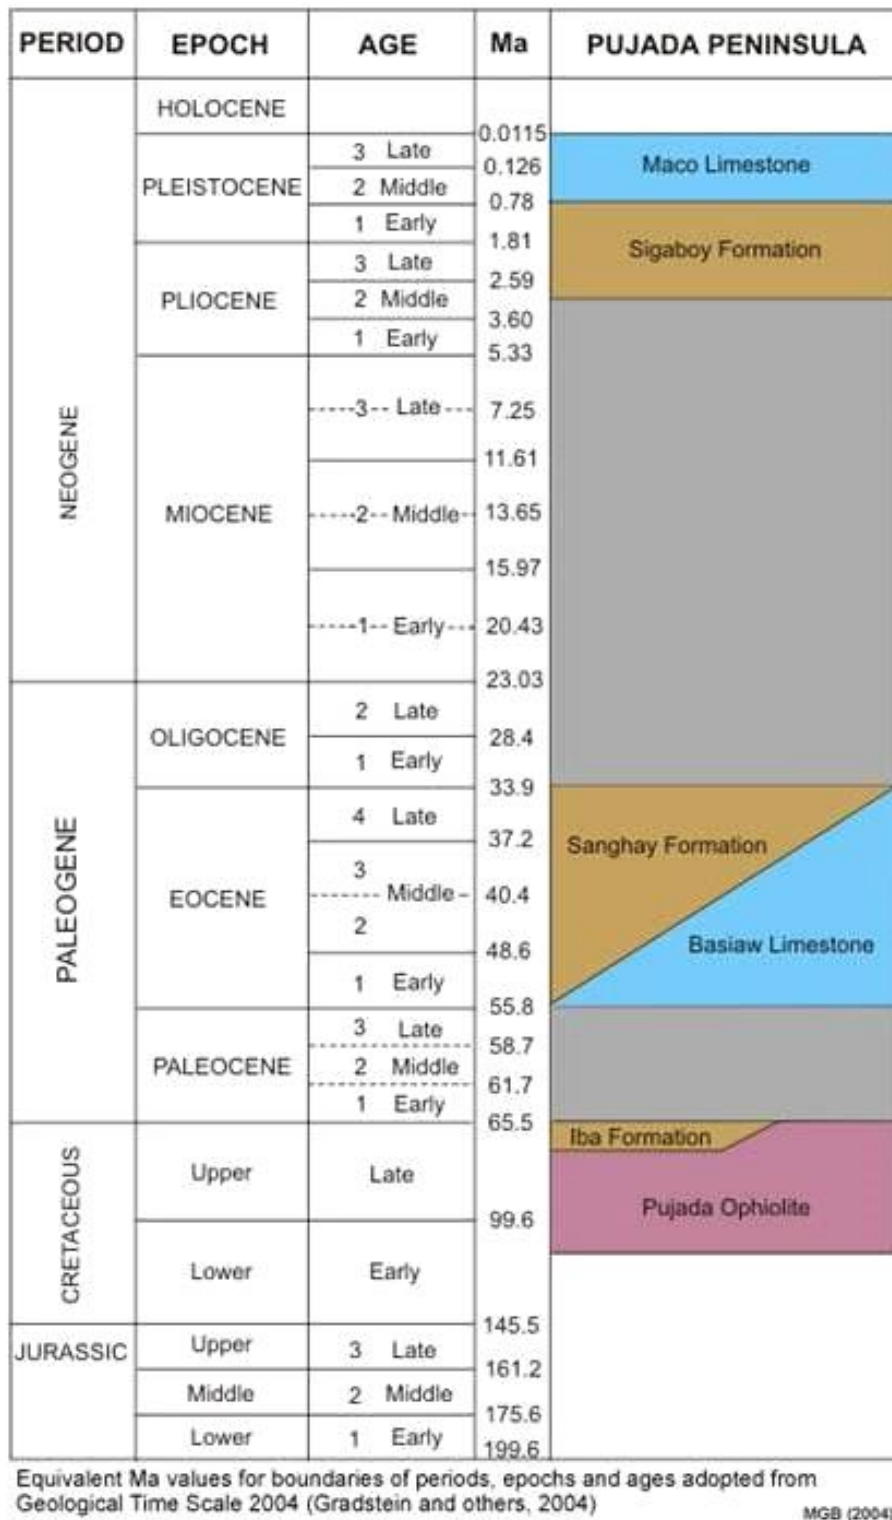 PERIOD EPOCH AGE Ma PUJADA PENINSULA
HOLOCENE
0.0115
3 Late
Maco Limestone
0.126
PLEISTOCENE
2 Middle
0.78
1 Early
1.81
Sigaboy Formation
3 Late
2.59
PLIOCENE
2 Middle
3.60
1 Early
5.33
3 Late 7.25
11.61
NEOGENE
MIOCENE
2 Middle 13.65
15.97
1 Early 20.43
23.03
2 Late
OLIGOCENE
28.4
1 Early
33.9
4 Late
37.2
Sanghay Formation
3
PALEOGENE
EOCENE
Middle 40.4
2
48.6
Basiaw Limestone
1 Early
55.8
3 Late
58.7
PALEOCENE
2 Middle
61.7
1 Early
65.5
Iba Formation
CRETACEOUS
Upper Late
Pujada Ophiolite
99.6
Lower Early
145.5
JURASSIC
Upper 3 Late
161.2
Middle 2 Middle
175.6
Lower 1 Early
199.6
Equivalent Ma values for boundaries of periods, epochs and ages adopted from
Geological Time Scale 2004 (Gradstein and others, 2004)
MGB (2004)